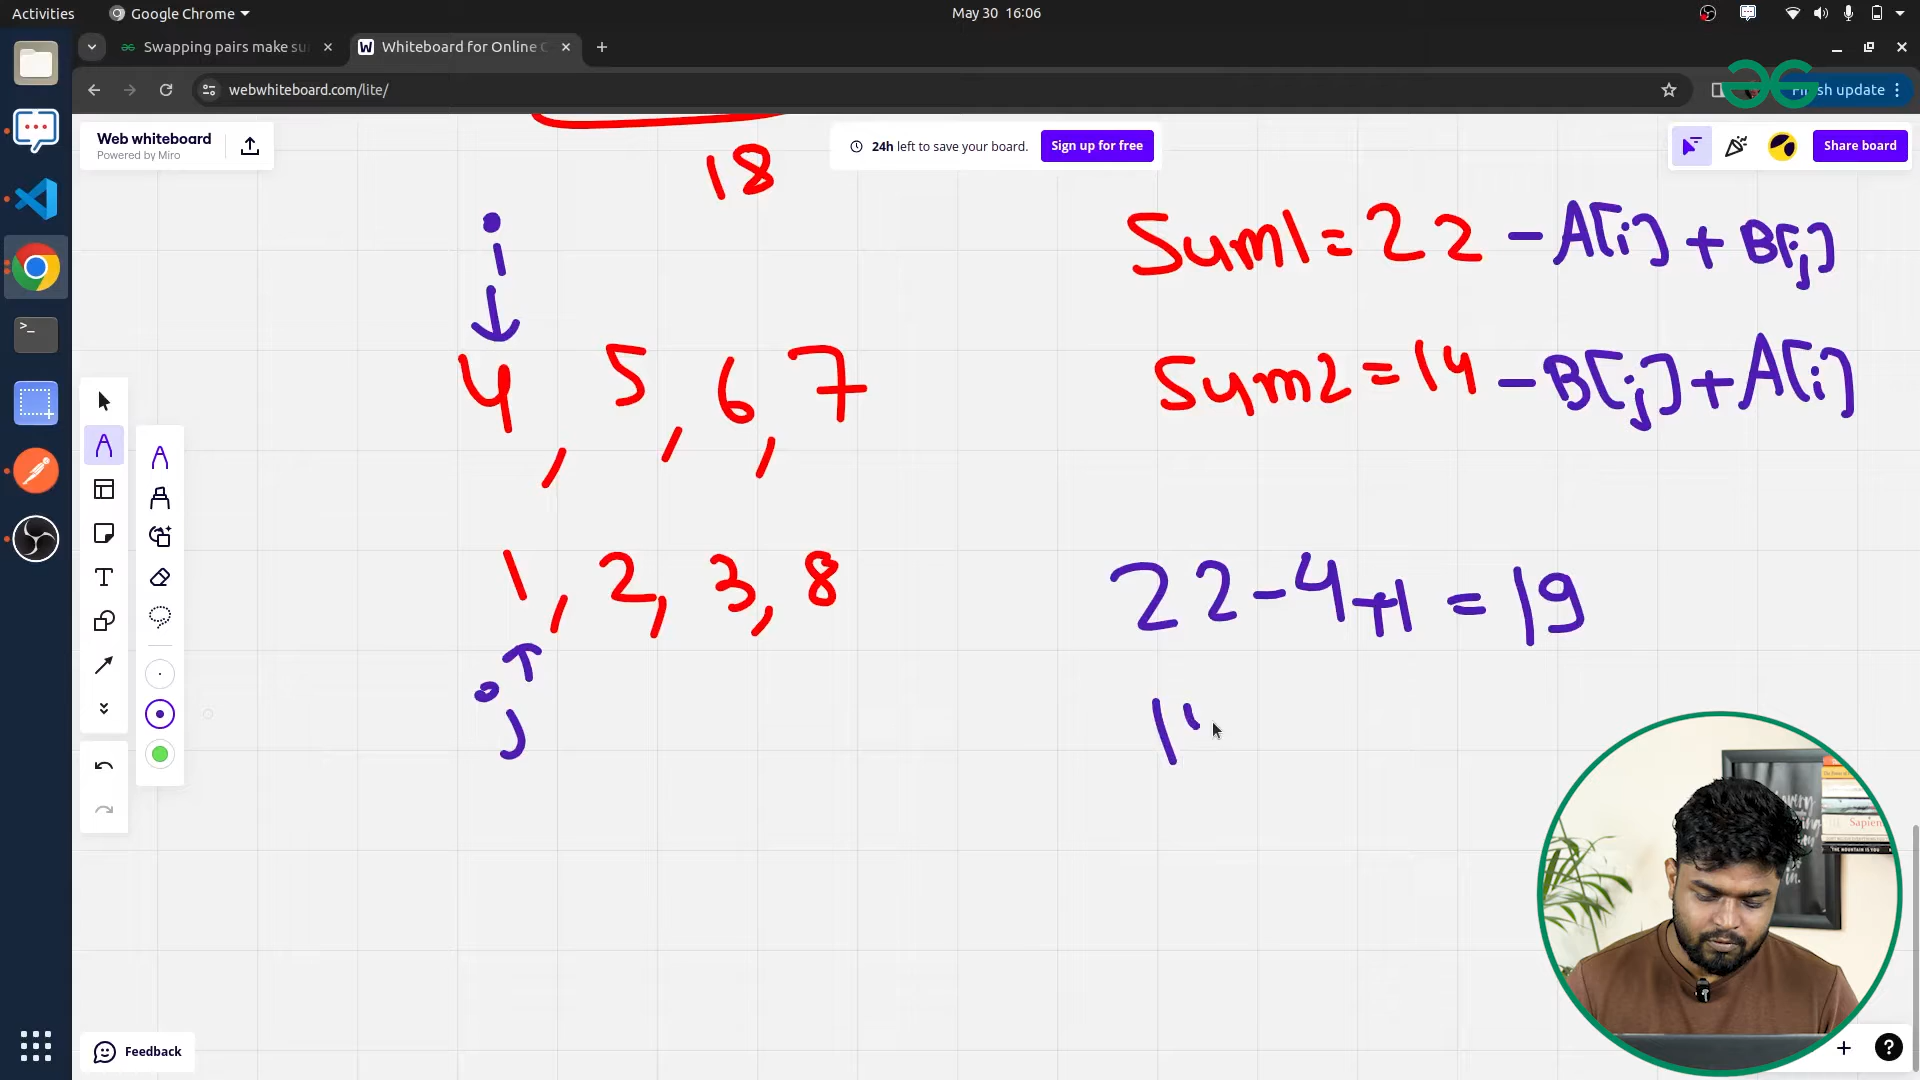 Activities
Google Chrome
May 30 16:06
Swapping pairs make su
Whiteboard for Online C
webwhiteboard.com/lite/
update
Web whiteboard
Powered by Miro
24h left to save your board.
Sign up for free
Share board
18
i
Sum1=22 -A[i] + B[j]
4, 5, 6, 7
Sum2=14 -B[j]+A[i]
1, 2, 3, 8
22-4+1 = 19
j
T
Feedback
+
?